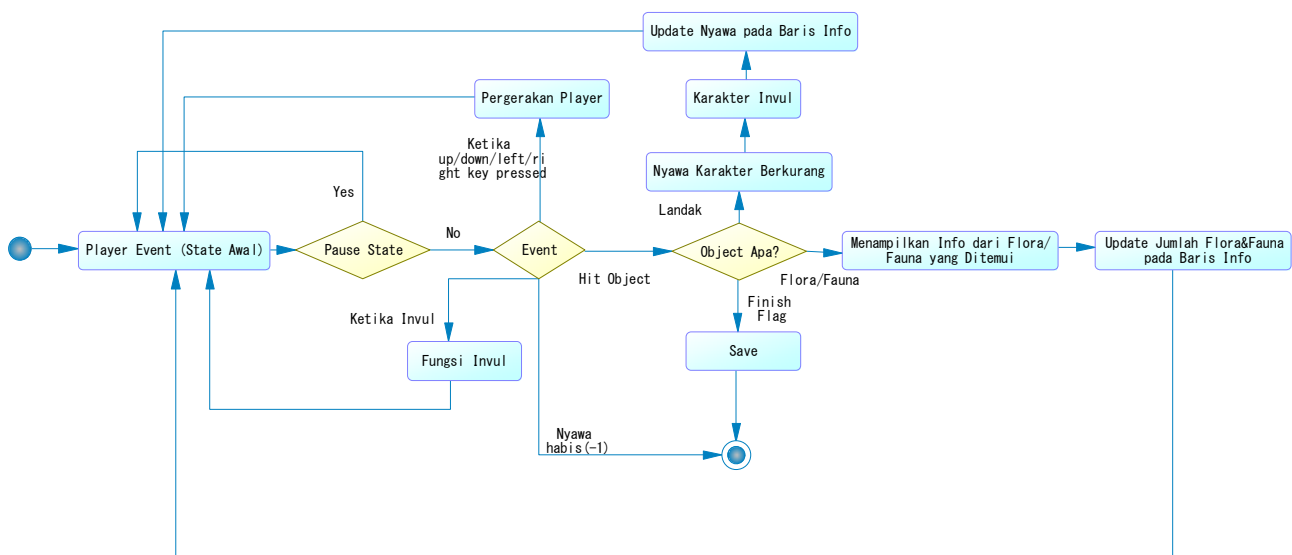 Update Nyawa pada Baris Info
Pergerakan Player
Karakter Invul
Ketika
up/down/left/ri
ght key pressed
Nyawa Karakter Berkurang
Yes
Landak
Player Event (State Awal)
Pause State
No
Event
Hit Object
Object Apa?
Flora/Fauna
Menampilkan Info dari Flora/
Fauna yang Ditemui
Update Jumlah Flora&Fauna
pada Baris Info
Ketika Invul
Finish
Flag
Fungsi Invul
Save
Nyawa
habis(-1)